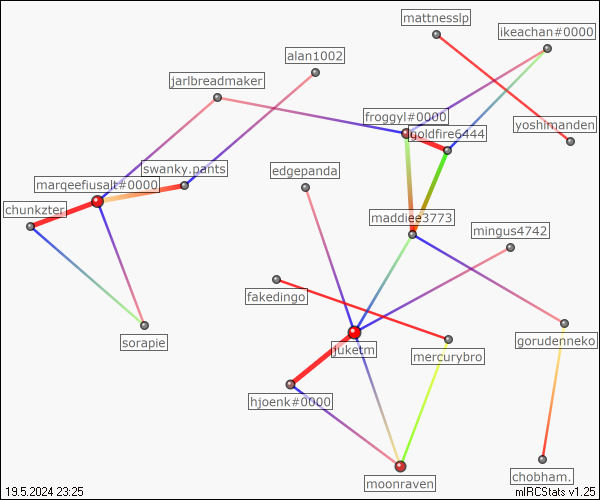 mattnesslp
ikeachan#0000
alan1002
jarlbreadmaker
froggyl#0000
yoshimanden
goldfire6444
swanky.pants
edgepanda
marqeefiusalt#0000
chunkzter
maddiee3773
mingus4742
fakedingo
sorapie
juketm
mercurybro
gorudenneko
hjoenk#0000
moonraven
chobham.
19.5.2024 23:25
mIRCStats v1.25